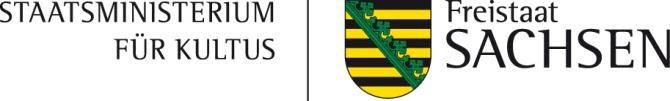 STAATSMINISTERIUM
FÜR KULTUS
Freistaat
SACHSEN